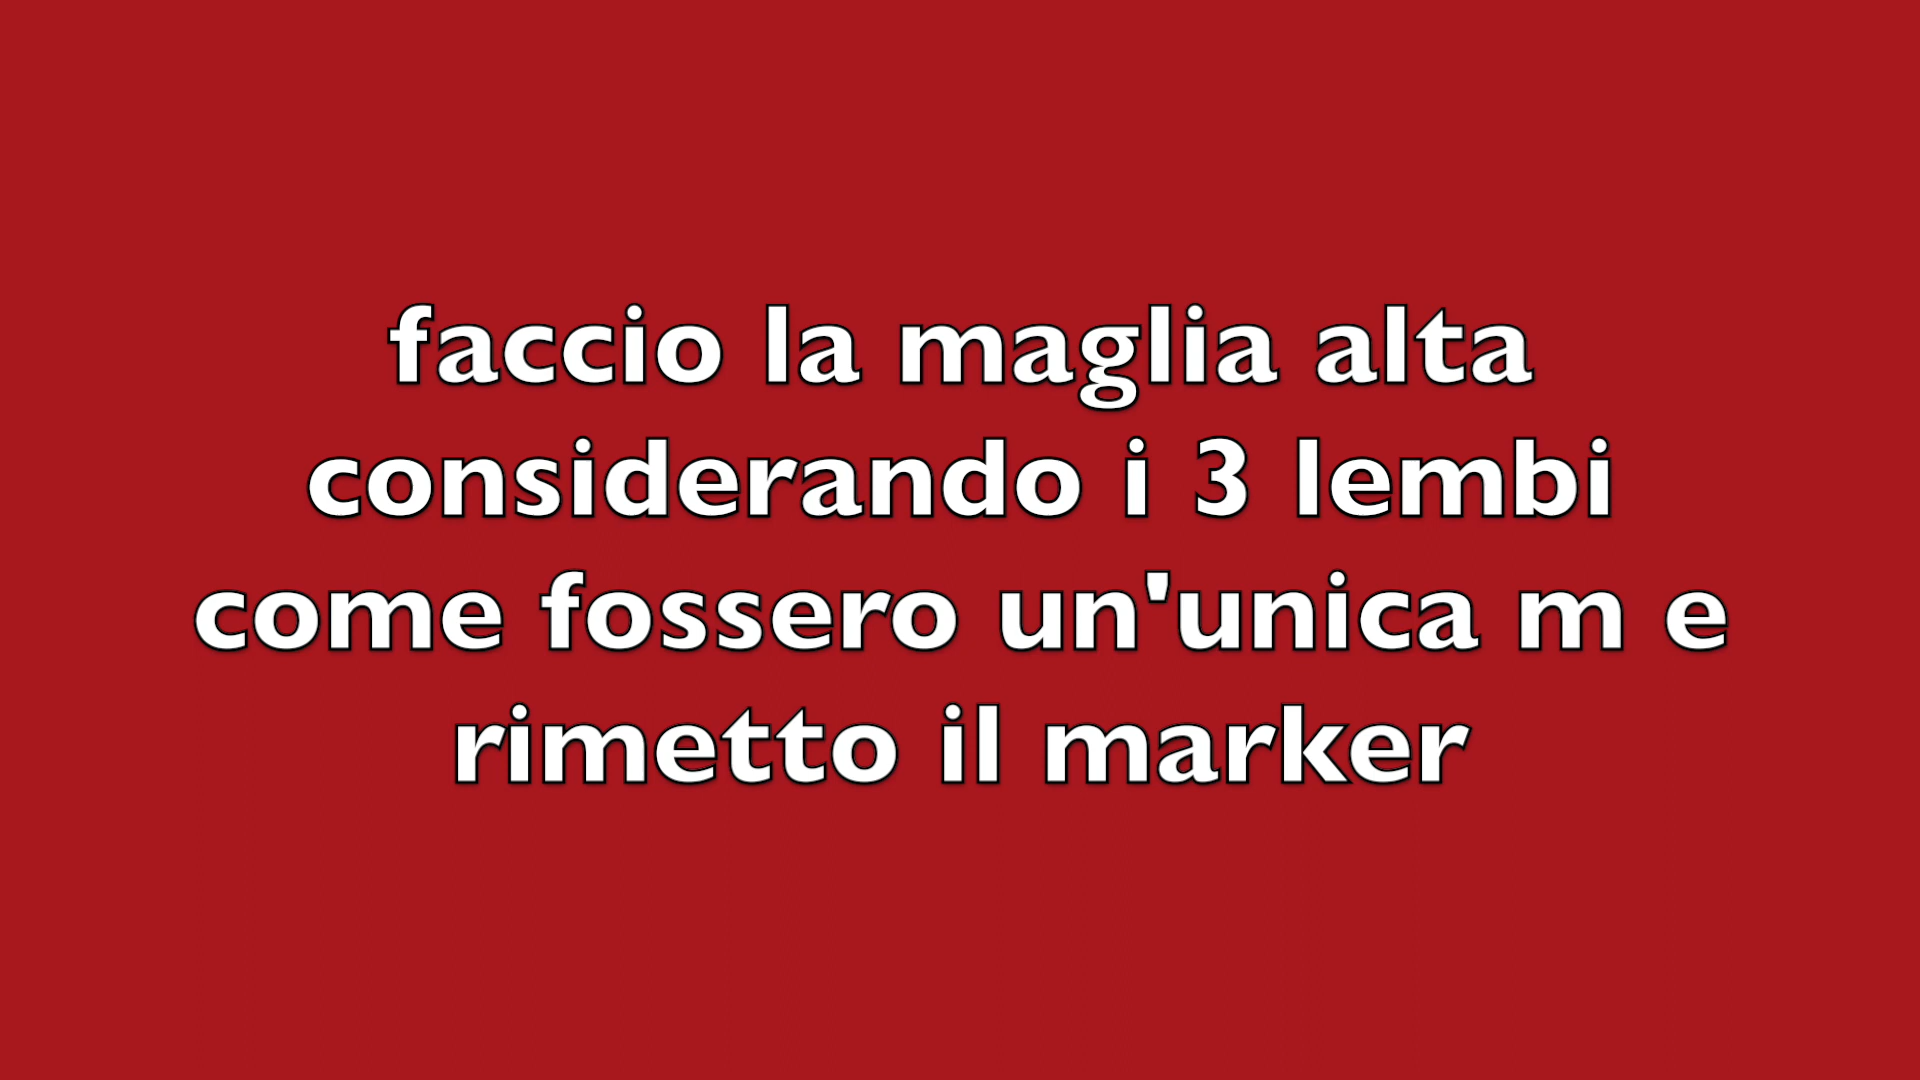 faccio la maglia alta
considerando i 3 lembi
come fossero un'unica m e
rimetto il marker